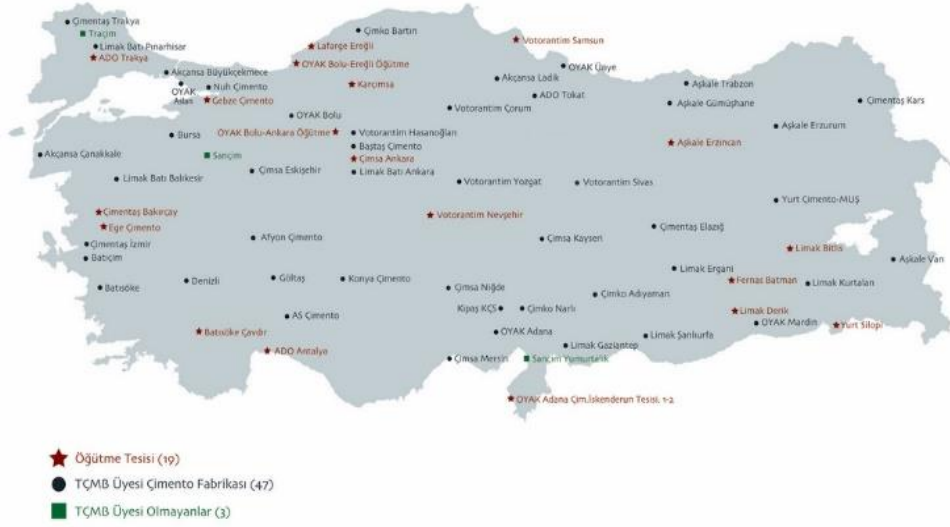 Çimentaş Trakya
Traçim
Limak Batı Pınarhisar
ADO Trakya
Akçansa Büyükçekmece
OYAK
Aslan
Nuh Çimento
Gebze Çimento
Çimko Bartın
Lafarge Ereğli
OYAK Bolu-Ereğli Öğütme
Karçimsa
Votorantim Samsun
OYAK Ünye
Akçansa Ladik
ADO Tokat
Votorantim Çorum
Aşkale Trabzon
Aşkale Gümüşhane
Çimentaş Kars
Aşkale Erzurum
Aşkale Erzincan
OYAK Bolu
Bursa
OYAK Bolu-Ankara Öğütme
Votorantim Hasanoğlan
Baştaş Çimento
Çimsa Ankara
Limak Batı Ankara
Akçansa Çanakkale
Sançim
Çimsa Eskişehir
Limak Batı Balıkesir
Votorantim Yozgat
Votorantim Sivas
Yurt Çimento-MUŞ
Çimentaş Bakırçay
Ege Çimento
Votorantim Nevşehir
Çimentaş Elazığ
Çimentaş İzmir
Batıçim
Afyon Çimento
Çimsa Kayseri
Limak Bitlis
Aşkale Van
Limak Ergani
Fernas Batman
Limak Kurtalan
Batısöke
Denizli
Göltaş
Konya Çimento
Çimsa Niğde
Çimko Adıyaman
Kipaş KÇS
Çimko Narlı
AS Çimento
Limak Derik
OYAK Mardin
Yurt Silopi
Batısöke Çavdır
OYAK Adana
Limak Şanlıurfa
Limak Gaziantep
ADO Antalya
Çimsa Mersin
Sançim Yumurtalık
OYAK Adana Çim.İskenderun Tesisi, 1-2
Öğütme Tesisi (19)
TÇMB Üyesi Çimento Fabrikası (47)
TÇMB Üyesi Olmayanlar (3)